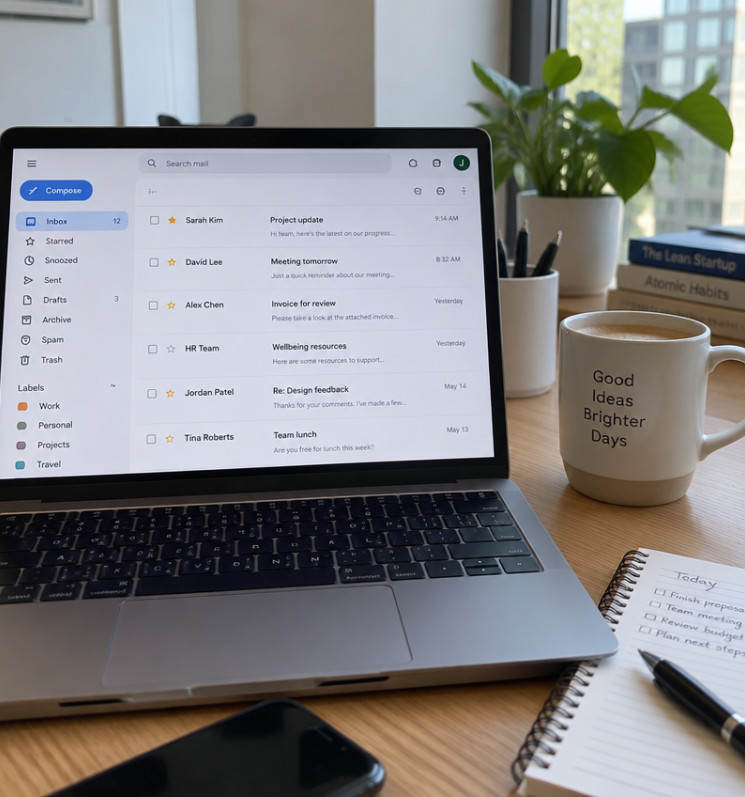 Search mail
J
Compose
Inbox 12
Starred
Snoozed
Sent
Drafts 3
Archive
Spam
Trash
Labels
Work
Personal
Projects
Travel
Sarah Kim Project update 9:14 AM
Hi team, here's the latest on our progress...
David Lee Meeting tomorrow 8:32 AM
Just a quick reminder about our meeting...
Alex Chen Invoice for review Yesterday
Please take a look at the attached invoice...
HR Team Wellbeing resources Yesterday
Here are some resources to support...
Jordan Patel Re: Design feedback May 14
Thanks for your comments. I've made a few...
Tina Roberts Team lunch May 13
Are you free for lunch this week?
The Lean Startup
Atomic Habits
Good
Ideas
Brighter
Days
Today
Finish proposa
Team meeting
Review budget
Plan next steps